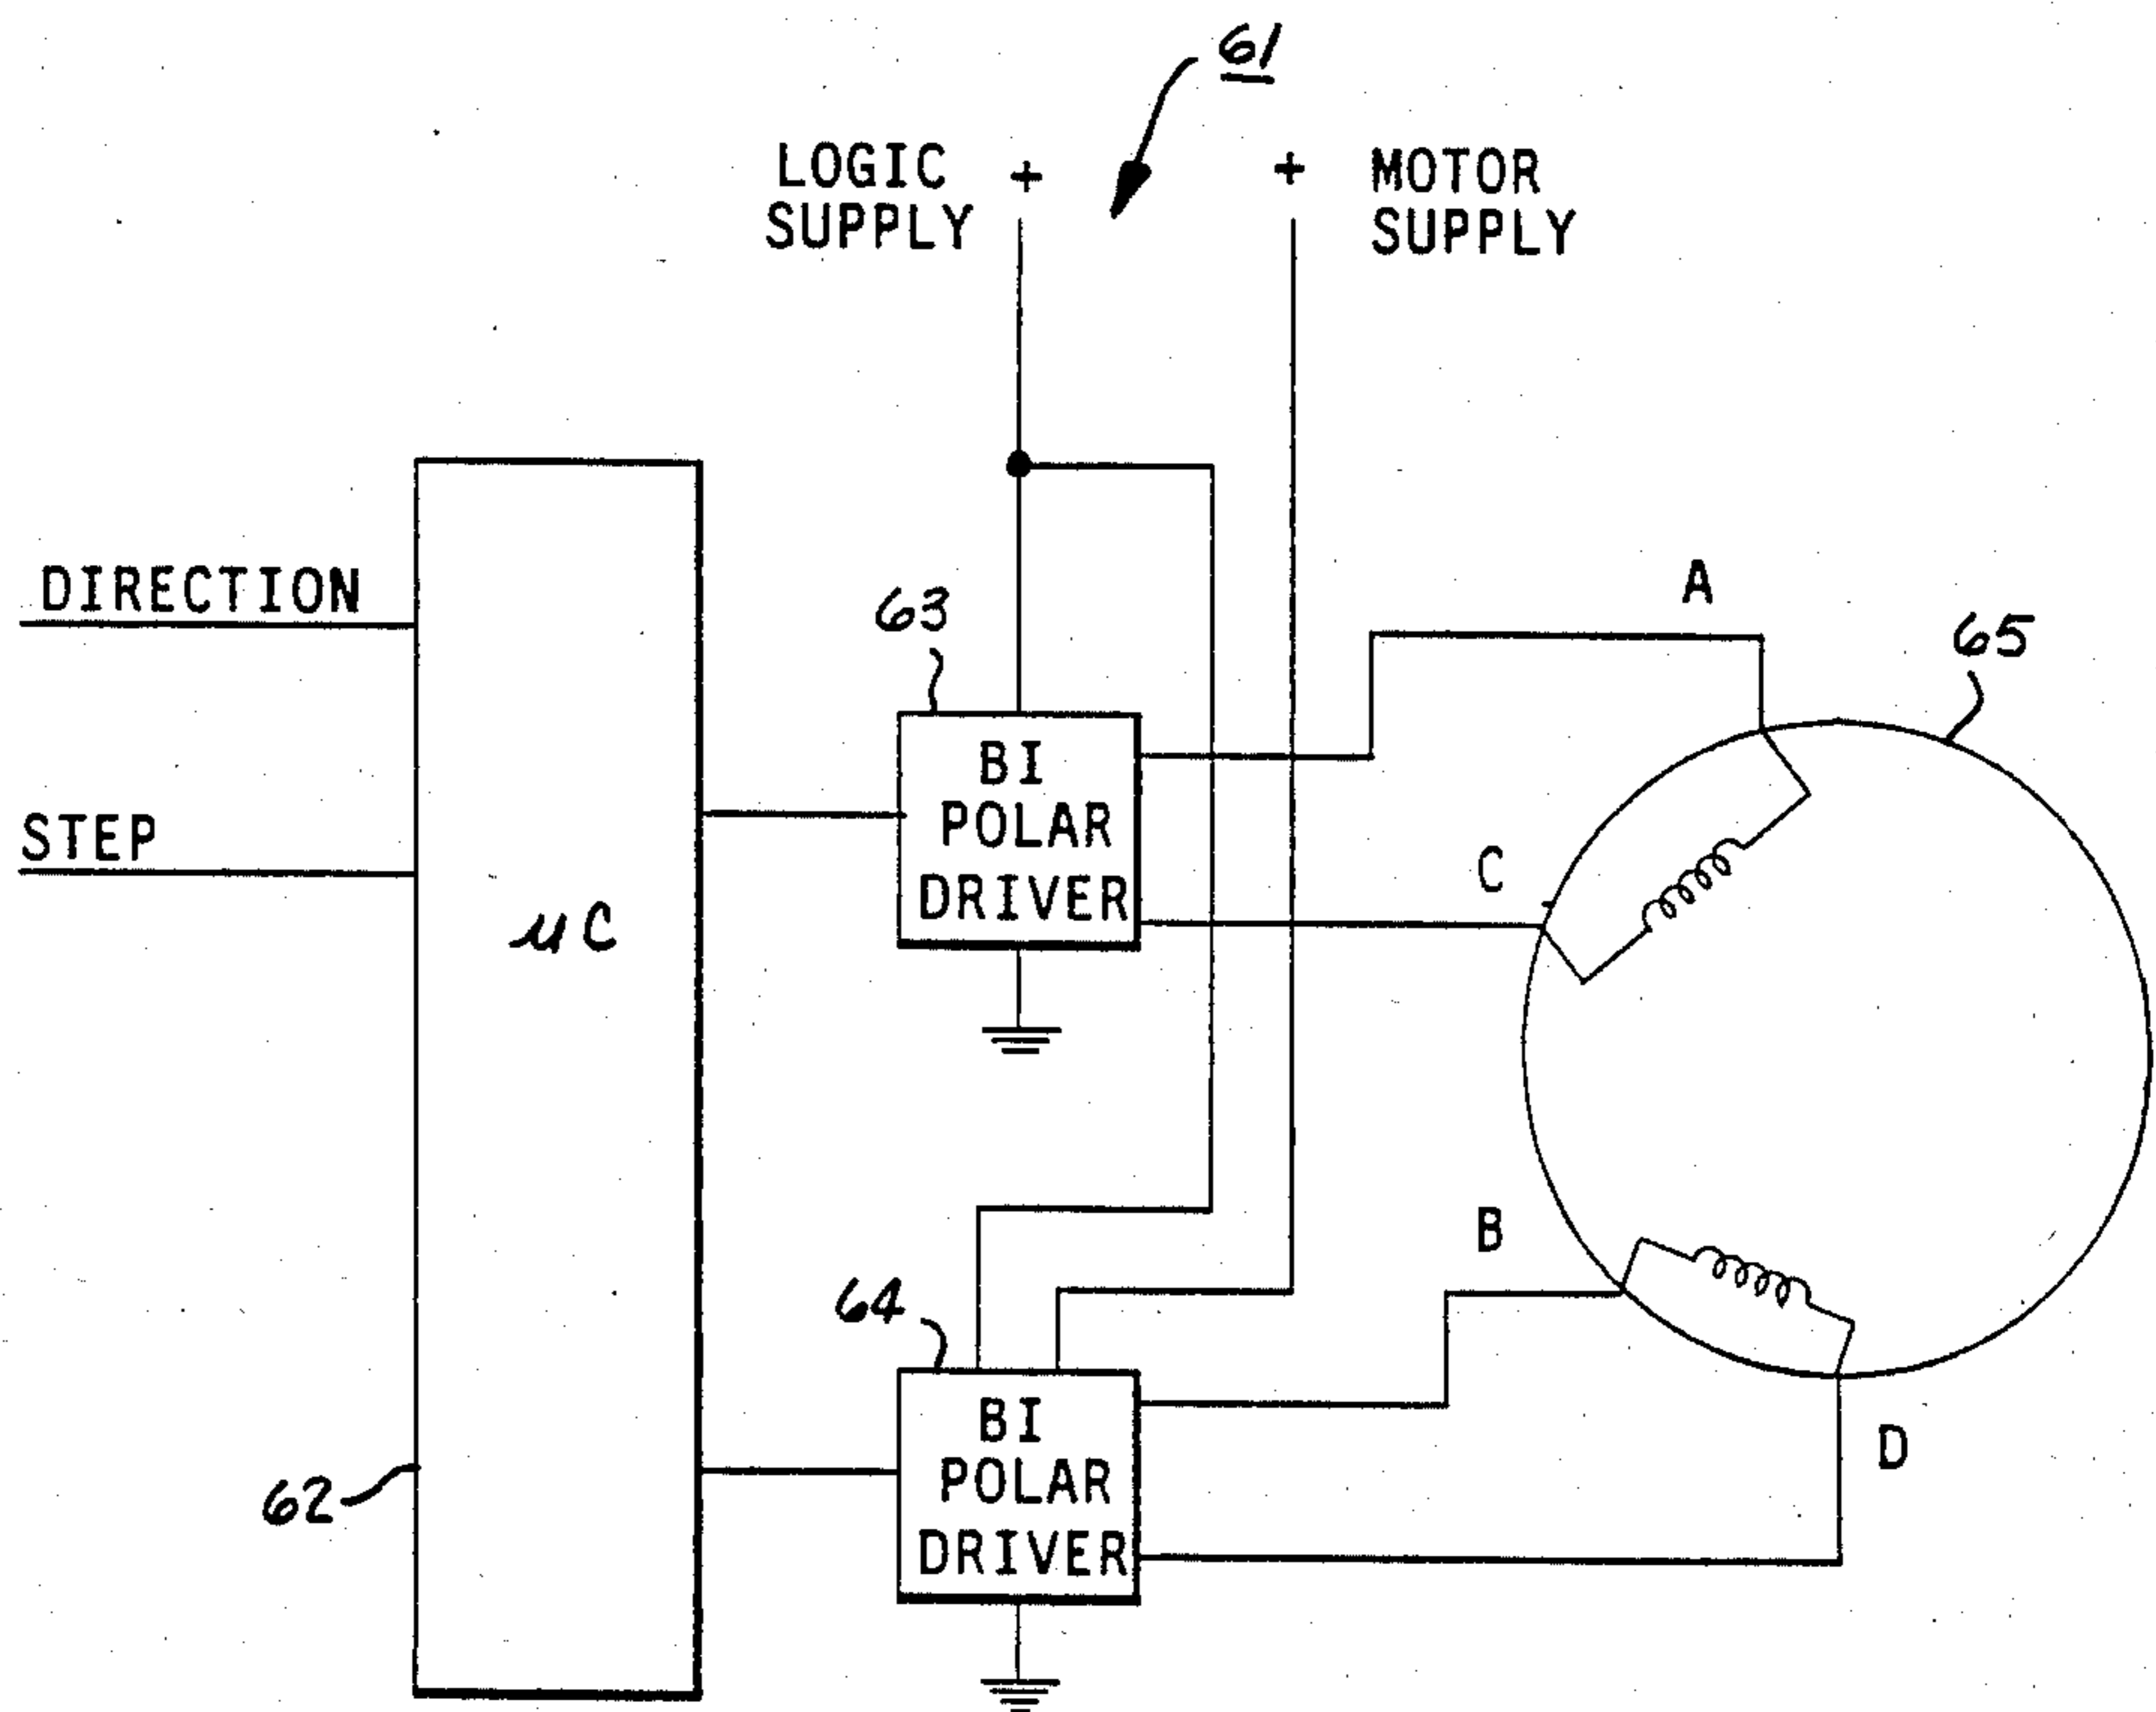 61
LOGIC
SUPPLY
+
+
MOTOR
SUPPLY
DIRECTION
STEP
μC
62
63
BI
POLAR
DRIVER
A
C
65
B
D
64
BI
POLAR
DRIVER